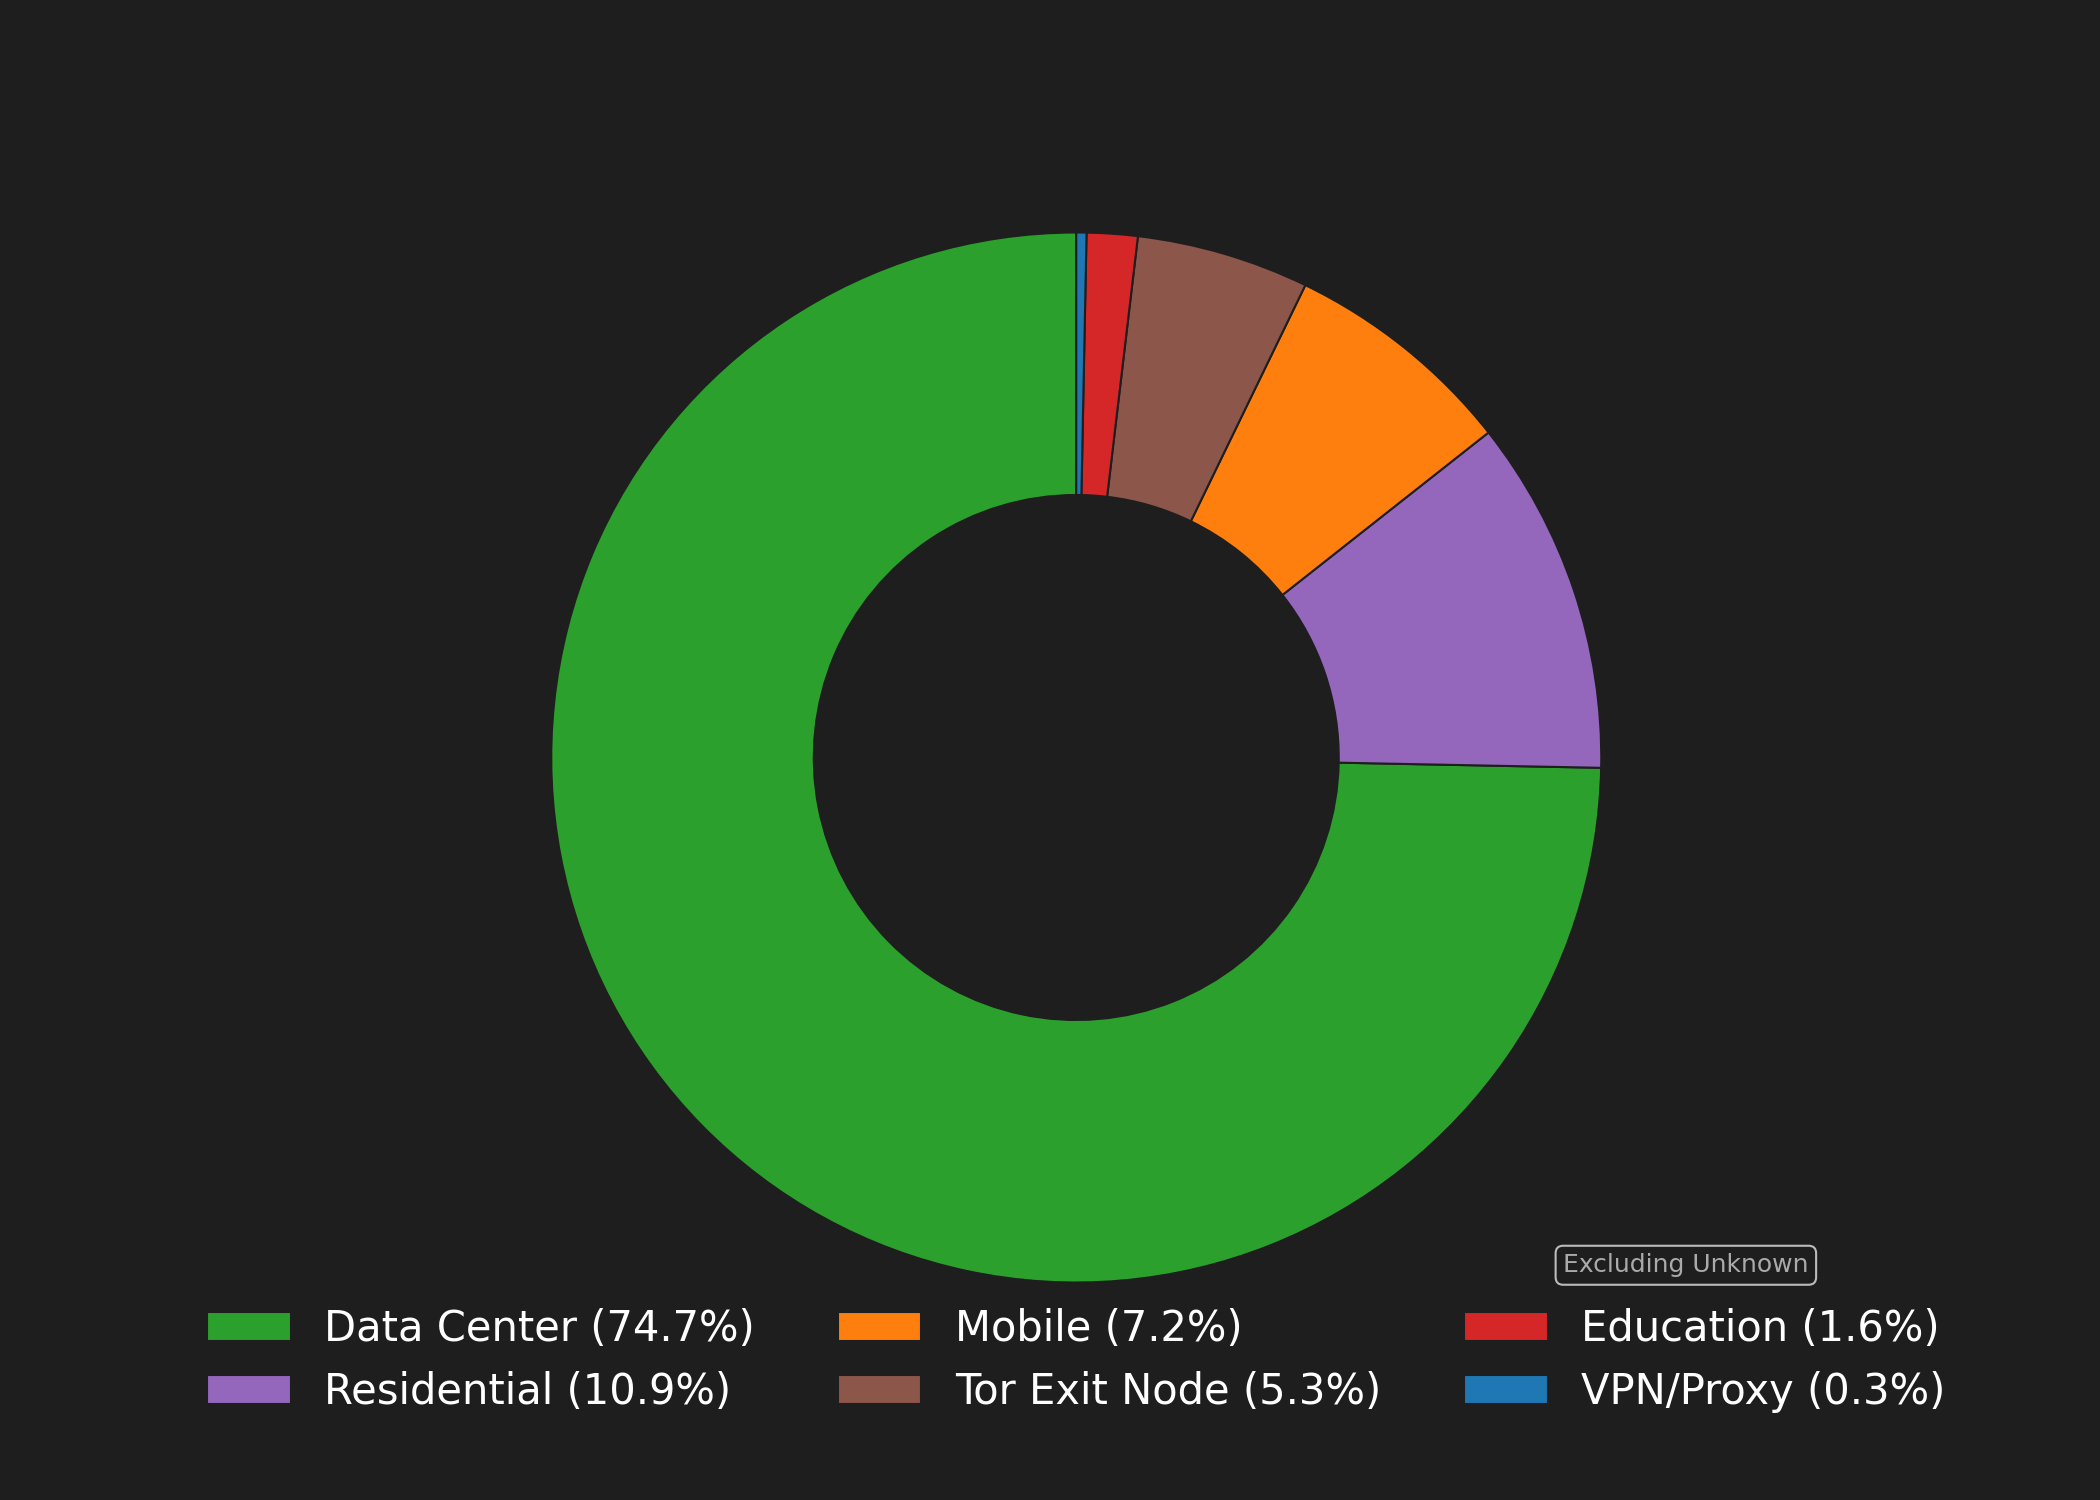 Excluding Unknown
Data Center (74.7%)
Mobile (7.2%)
Education (1.6%)
Residential (10.9%)
Tor Exit Node (5.3%)
VPN/Proxy (0.3%)